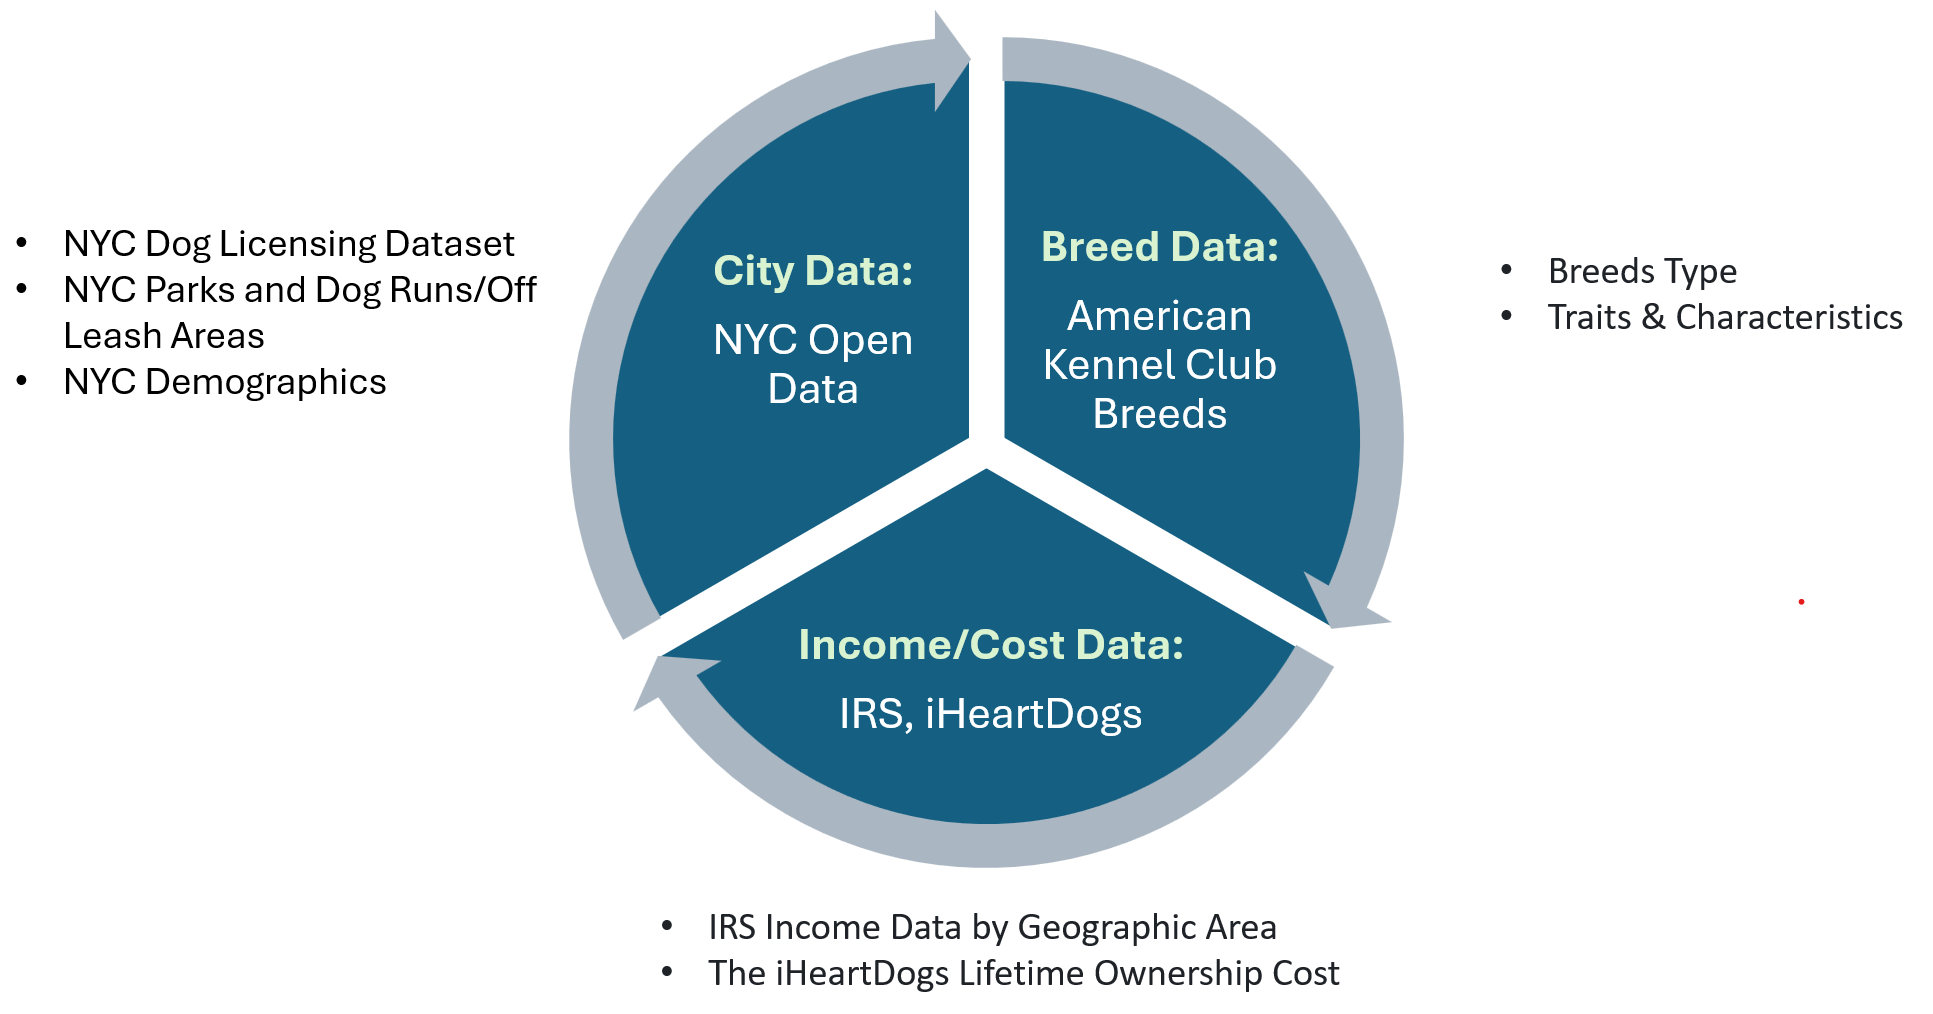 • NYC Dog Licensing Dataset
• NYC Parks and Dog Runs/Off
Leash Areas
• NYC Demographics
City Data:
NYC Open
Data
Breed Data:
American
Kennel Club
Breeds
• Breeds Type
• Traits & Characteristics
Income/Cost Data:
IRS, iHeartDogs
• IRS Income Data by Geographic Area
• The iHeartDogs Lifetime Ownership Cost